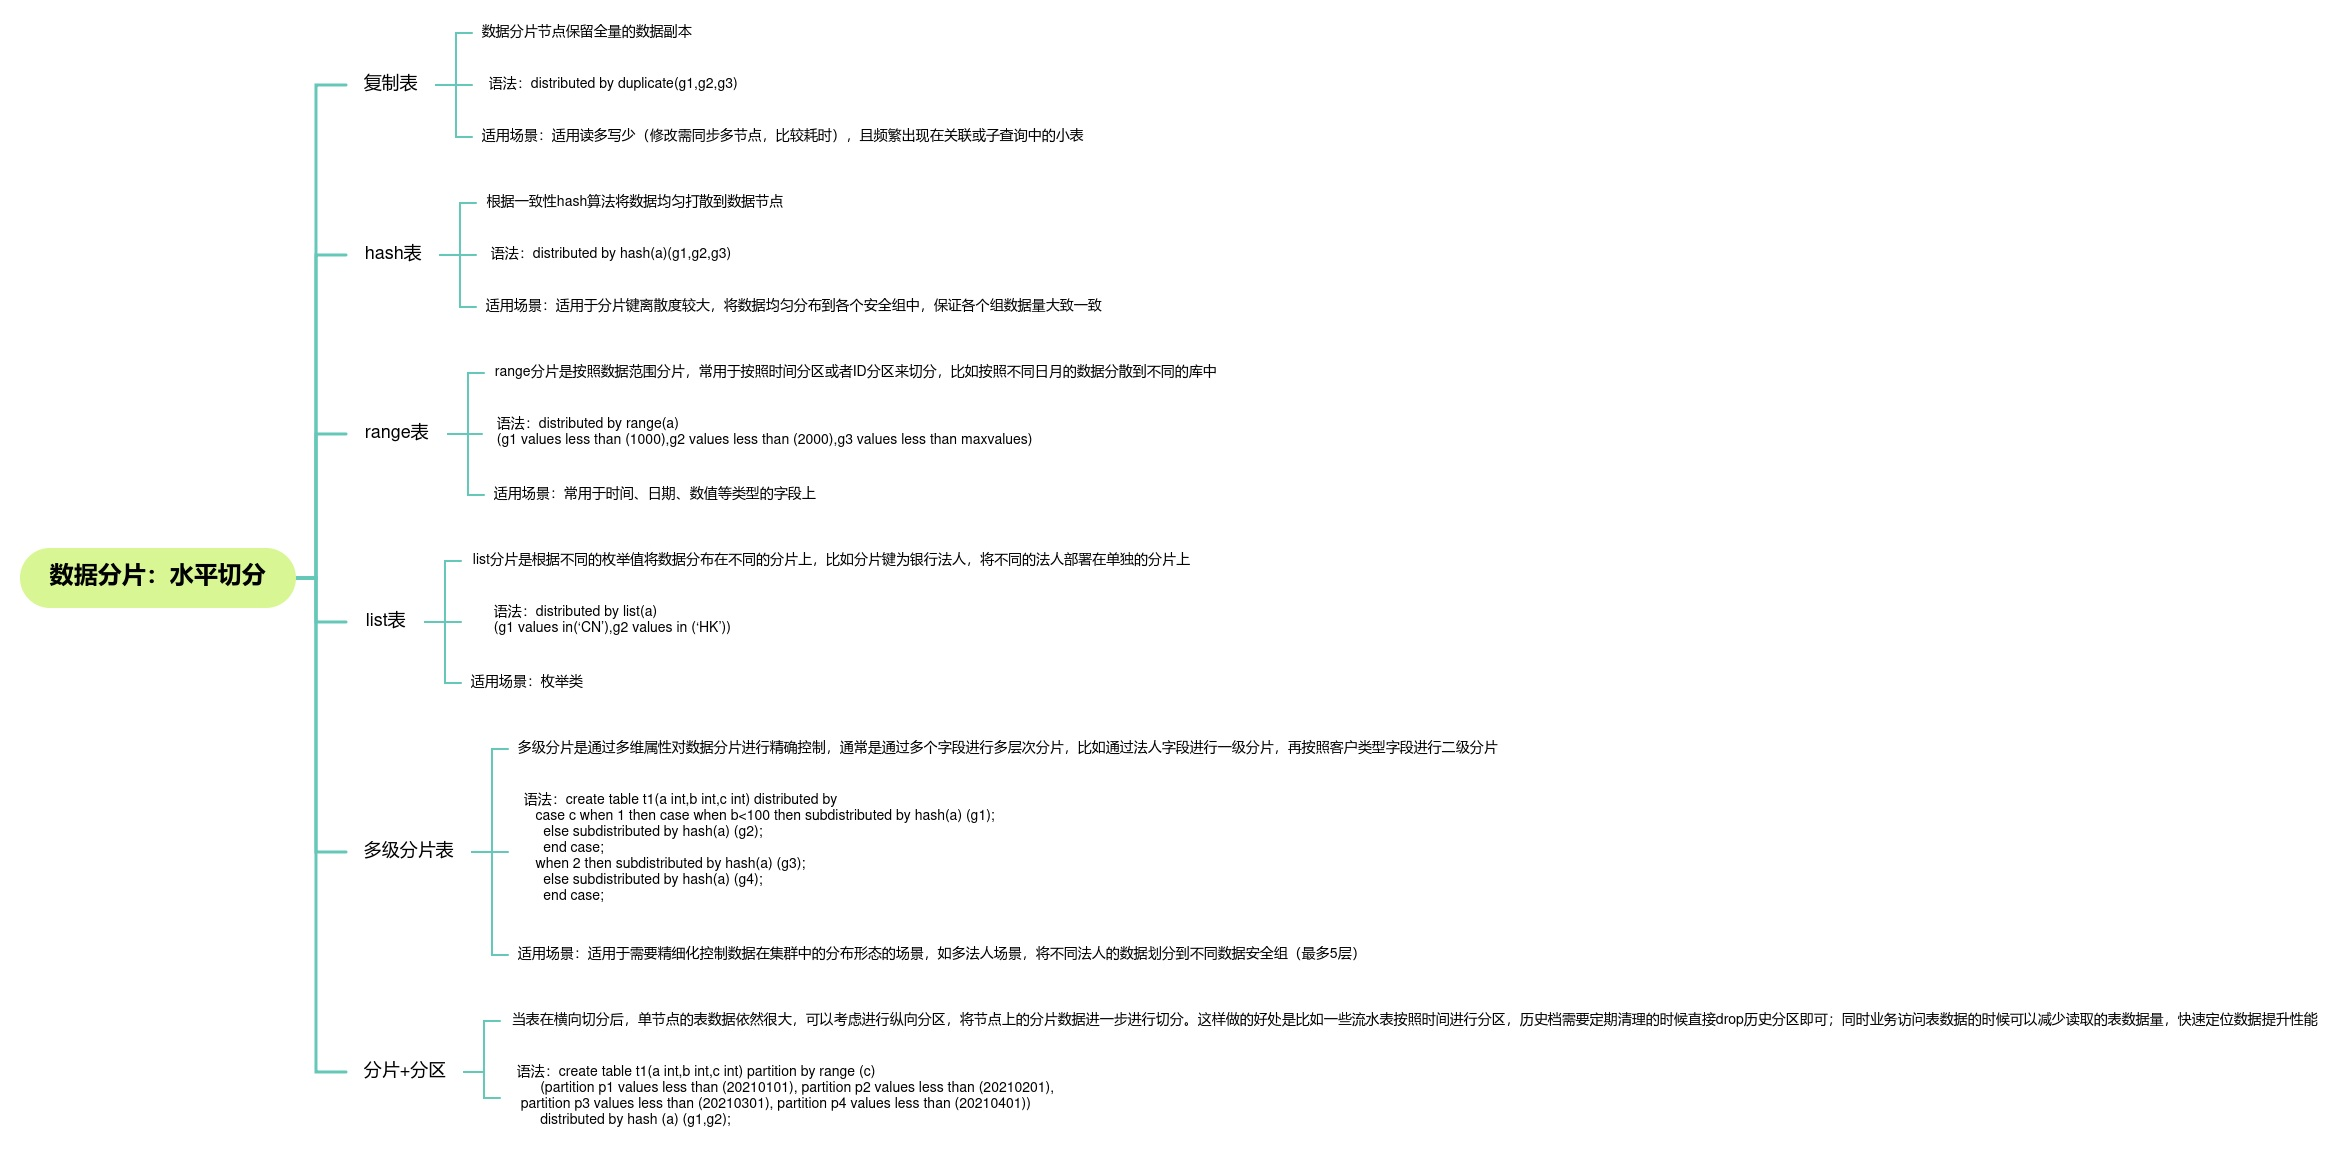 数据分片：水平切分
复制表
数据分片节点保留全量的数据副本
语法：distributed by duplicate(g1,g2,g3)
适用场景：适用读多写少（修改需同步多节点，比较耗时），且频繁出现在关联或子查询中的小表
hash表
根据一致性hash算法将数据均匀打散到数据节点
语法：distributed by hash(a)(g1,g2,g3)
适用场景：适用于分片键离散度较大，将数据均匀分布到各个安全组中，保证各个组数据量大致一致
range表
range分片是按照数据范围分片，常用于按照时间分区或者ID分区来切分，比如按照不同日月的数据分散到不同的库中
语法：distributed by range(a)
(g1 values less than (1000),g2 values less than (2000),g3 values less than maxvalues)
适用场景：常用于时间、日期、数值等类型的字段上
list表
list分片是根据不同的枚举值将数据分布在不同的分片上，比如分片键为银行法人，将不同的法人部署在单独的分片上
语法：distributed by list(a)
(g1 values in(‘CN’),g2 values in (‘HK’))
适用场景：枚举类
多级分片表
多级分片是通过多维属性对数据分片进行精确控制，通常是通过多个字段进行多层次分片，比如通过法人字段进行一级分片，再按照客户类型字段进行二级分片
语法：create table t1(a int,b int,c int) distributed by
case c when 1 then case when b<100 then subdistributed by hash(a) (g1);
else subdistributed by hash(a) (g2);
end case;
when 2 then subdistributed by hash(a) (g3);
else subdistributed by hash(a) (g4);
end case;
适用场景：适用于需要精细化控制数据在集群中的分布形态的场景，如多法人场景，将不同法人的数据划分到不同数据安全组（最多5层）
分片+分区
当表在横向切分后，单节点的表数据依然很大，可以考虑进行纵向分区，将节点上的分片数据进一步进行切分。这样做的好处是比如一些流水表按照时间进行分区，历史档需要定期清理的时候直接drop历史分区即可；同时业务访问表数据的时候可以减少读取的表数据量，快速定位数据提升性能
语法：create table t1(a int,b int,c int) partition by range (c)
(partition p1 values less than (20210101), partition p2 values less than (20210201),
partition p3 values less than (20210301), partition p4 values less than (20210401))
distributed by hash (a) (g1,g2);